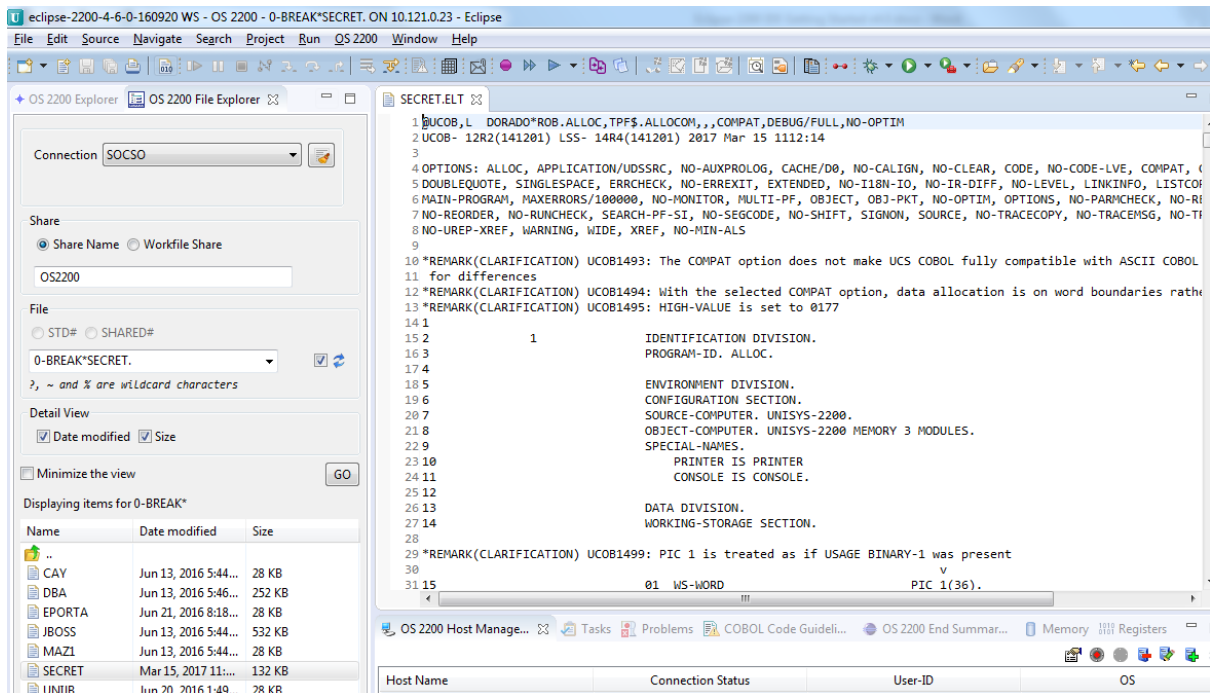 eclipse-2200-4-6-0-160920 WS - OS 2200 - 0-BREAK*SECRET. ON 10.121.0.23 - Eclipse
File Edit Source Navigate Search Project Run OS 2200 Window Help
OS 2200 Explorer OS 2200 File Explorer
Connection SOCSO
Share
Share Name Workfile Share
OS2200
File
STD# SHARED#
0-BREAK*SECRET.
?, ~ and % are wildcard characters
Detail View
Date modified Size
Minimize the view GO
Displaying items for 0-BREAK*
Name Date modified Size
..
CAY Jun 13, 2016 5:44... 28 KB
DBA Jun 13, 2016 5:46... 252 KB
EPORTA Jun 21, 2016 8:18... 28 KB
JBOSS Jun 13, 2016 5:44... 532 KB
MAZ1 Jun 13, 2016 5:44... 28 KB
SECRET Mar 15, 2017 11:... 132 KB
Jun 20, 2016 1:49... 28 KB
SECRET.ELT
1 @UCOB,L DORADO*ROB.ALLOC,TPF$.ALLOCOM,,,COMPAT,DEBUG/FULL,NO-OPTIM
2 UCOB- 12R2(141201) LSS- 14R4(141201) 2017 Mar 15 1112:14
3
4 OPTIONS: ALLOC, APPLICATION/UDSSRC, NO-AUXPROLOG, CACHE/D0, NO-CALIGN, NO-CLEAR, CODE, NO-CODE-LVE, COMPAT,
5 DOUBLEQUOTE, SINGLESPACE, ERRCHECK, NO-ERREXIT, EXTENDED, NO-I18N-IO, NO-IR-DIFF, NO-LEVEL, LINKINFO, LISTCO
6 MAIN-PROGRAM, MAXERRORS/100000, NO-MONITOR, MULTI-PF, OBJECT, OBJ-PKT, NO-OPTIM, OPTIONS, NO-PARMCHECK, NO-R
7 NO-REORDER, NO-RUNCHECK, SEARCH-PF-SI, NO-SEGCODE, NO-SHIFT, SIGNON, SOURCE, NO-TRACECOPY, NO-TRACEMSG, NO-T
8 NO-UREP-XREF, WARNING, WIDE, XREF, NO-MIN-ALS
9
10 *REMARK(CLARIFICATION) UCOB1493: The COMPAT option does not make UCS COBOL fully compatible with ASCII COBOL
11 for differences
12 *REMARK(CLARIFICATION) UCOB1494: With the selected COMPAT option, data allocation is on word boundaries rathe
13 *REMARK(CLARIFICATION) UCOB1495: HIGH-VALUE is set to 0177
14 1
15 2 1 IDENTIFICATION DIVISION.
16 3 PROGRAM-ID. ALLOC.
17 4
18 5 ENVIRONMENT DIVISION.
19 6 CONFIGURATION SECTION.
20 7 SOURCE-COMPUTER. UNISYS-2200.
21 8 OBJECT-COMPUTER. UNISYS-2200 MEMORY 3 MODULES.
22 9 SPECIAL-NAMES.
23 10 PRINTER IS PRINTER
24 11 CONSOLE IS CONSOLE.
25 12
26 13 DATA DIVISION.
27 14 WORKING-STORAGE SECTION.
28
29 *REMARK(CLARIFICATION) UCOB1499: PIC 1 is treated as if USAGE BINARY-1 was present
30 v
31 15 01 WS-WORD PIC 1(36).
OS 2200 Host Manage... Tasks Problems COBOL Code Guideli... OS 2200 End Summar... Memory Registers
Host Name Connection Status User-ID OS